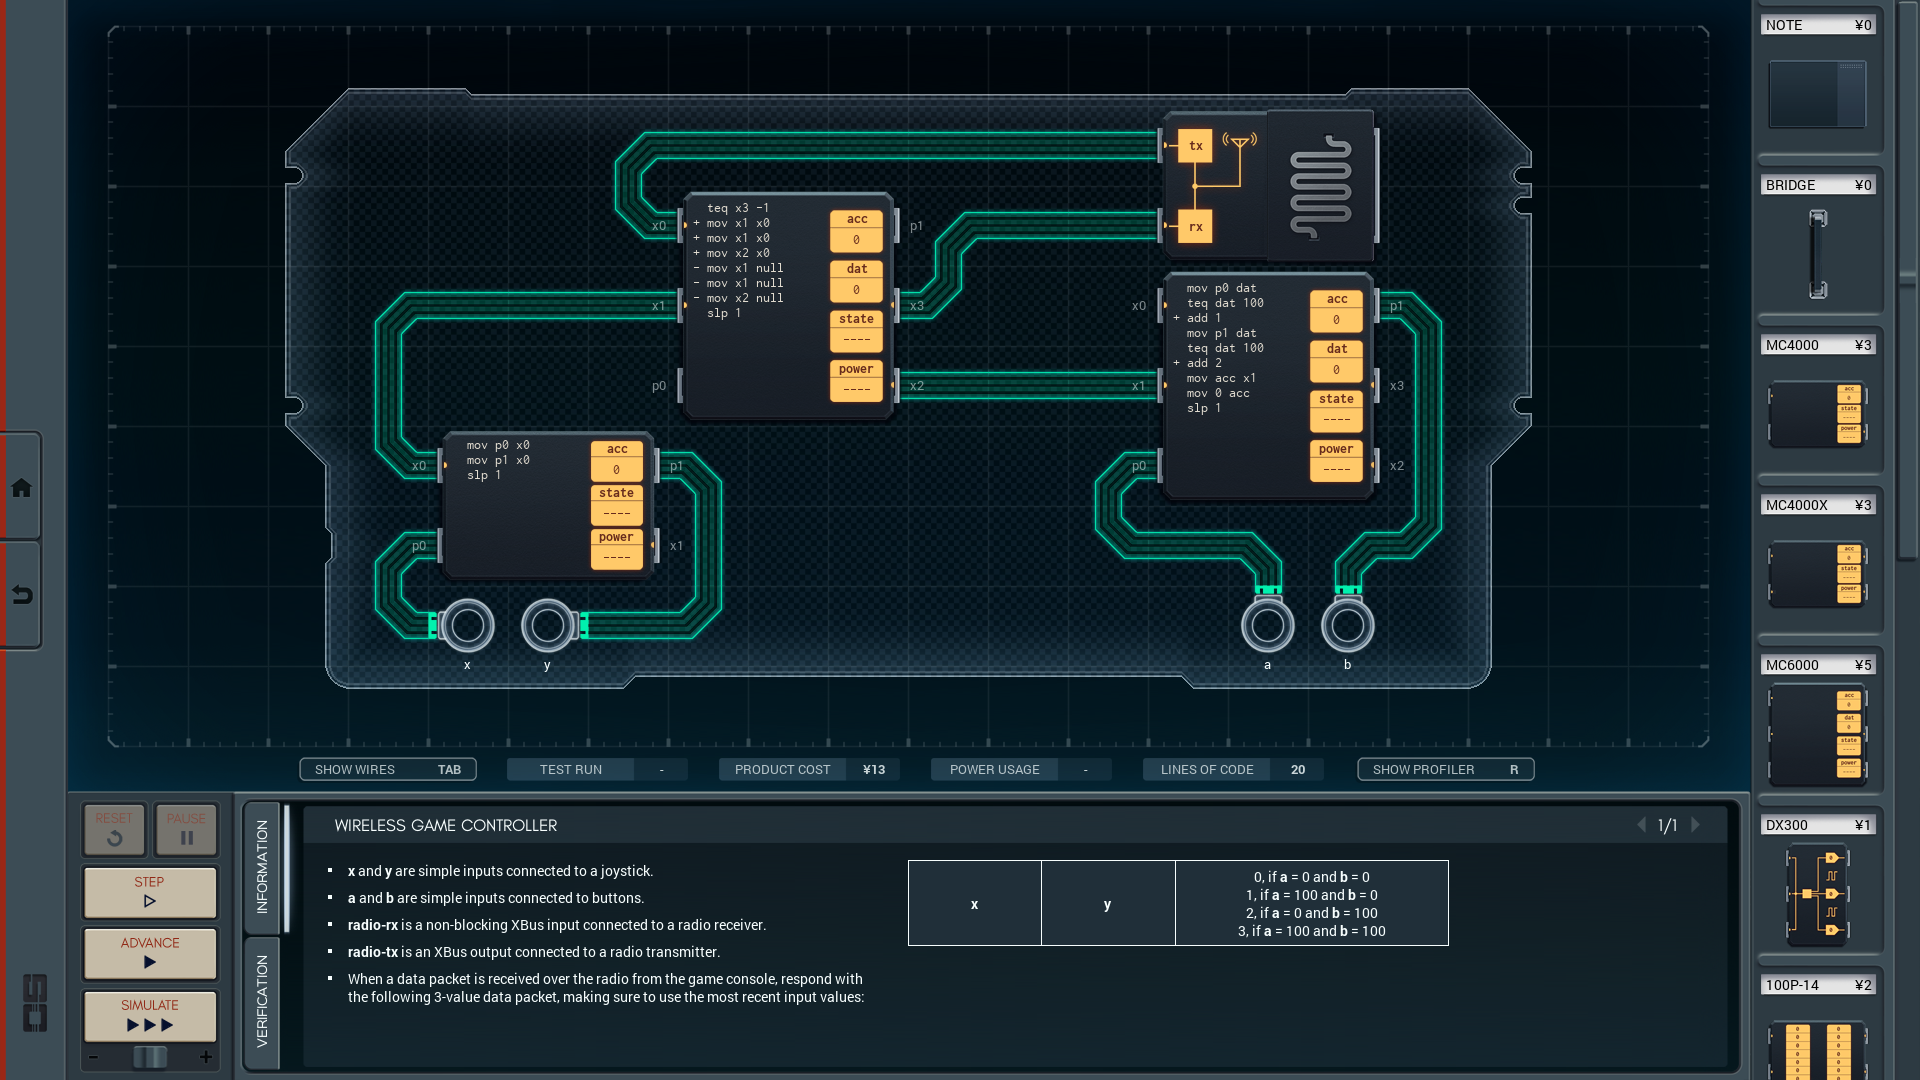 NOTE ¥0
BRIDGE ¥0
MC4000 ¥3
MC4000X ¥3
MC6000 ¥5
DX300 ¥1
100P-14 ¥2
tx
rx
teq x3 -1
+ mov x1 x0
+ mov x1 x0
+ mov x2 x0
- mov x1 null
- mov x1 null
- mov x2 null
slp 1
acc
0
dat
0
state
----
power
----
x0
x1
p0
p1
x3
x2
mov p0 dat
teq dat 100
+ add 1
mov p1 dat
teq dat 100
+ add 2
mov acc x1
mov 0 acc
slp 1
acc
0
dat
0
state
----
power
----
x0
x1
p0
p1
x3
x2
mov p0 x0
mov p1 x0
slp 1
acc
0
state
----
power
----
x0
p0
p1
x1
x
y
a
b
SHOW WIRES TAB
TEST RUN -
PRODUCT COST ¥13
POWER USAGE -
LINES OF CODE 20
SHOW PROFILER R
RESET
PAUSE
STEP
ADVANCE
SIMULATE
- +
INFORMATION
VERIFICATION
WIRELESS GAME CONTROLLER
1/1
▪ x and y are simple inputs connected to a joystick.
▪ a and b are simple inputs connected to buttons.
▪ radio-rx is a non-blocking XBus input connected to a radio receiver.
▪ radio-tx is an XBus output connected to a radio transmitter.
▪ When a data packet is received over the radio from the game console, respond with
the following 3-value data packet, making sure to use the most recent input values:
x
y
0, if a = 0 and b = 0
1, if a = 100 and b = 0
2, if a = 0 and b = 100
3, if a = 100 and b = 100